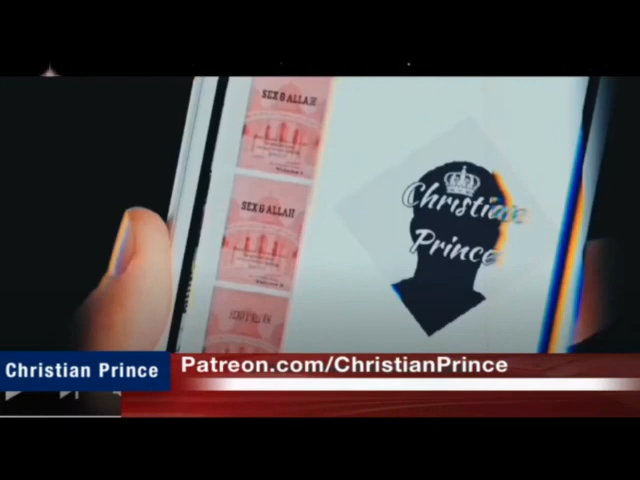 SEX & ALLAH
SEX & ALLAH
Christian
Prince
Christian Prince
Patreon.com/ChristianPrince